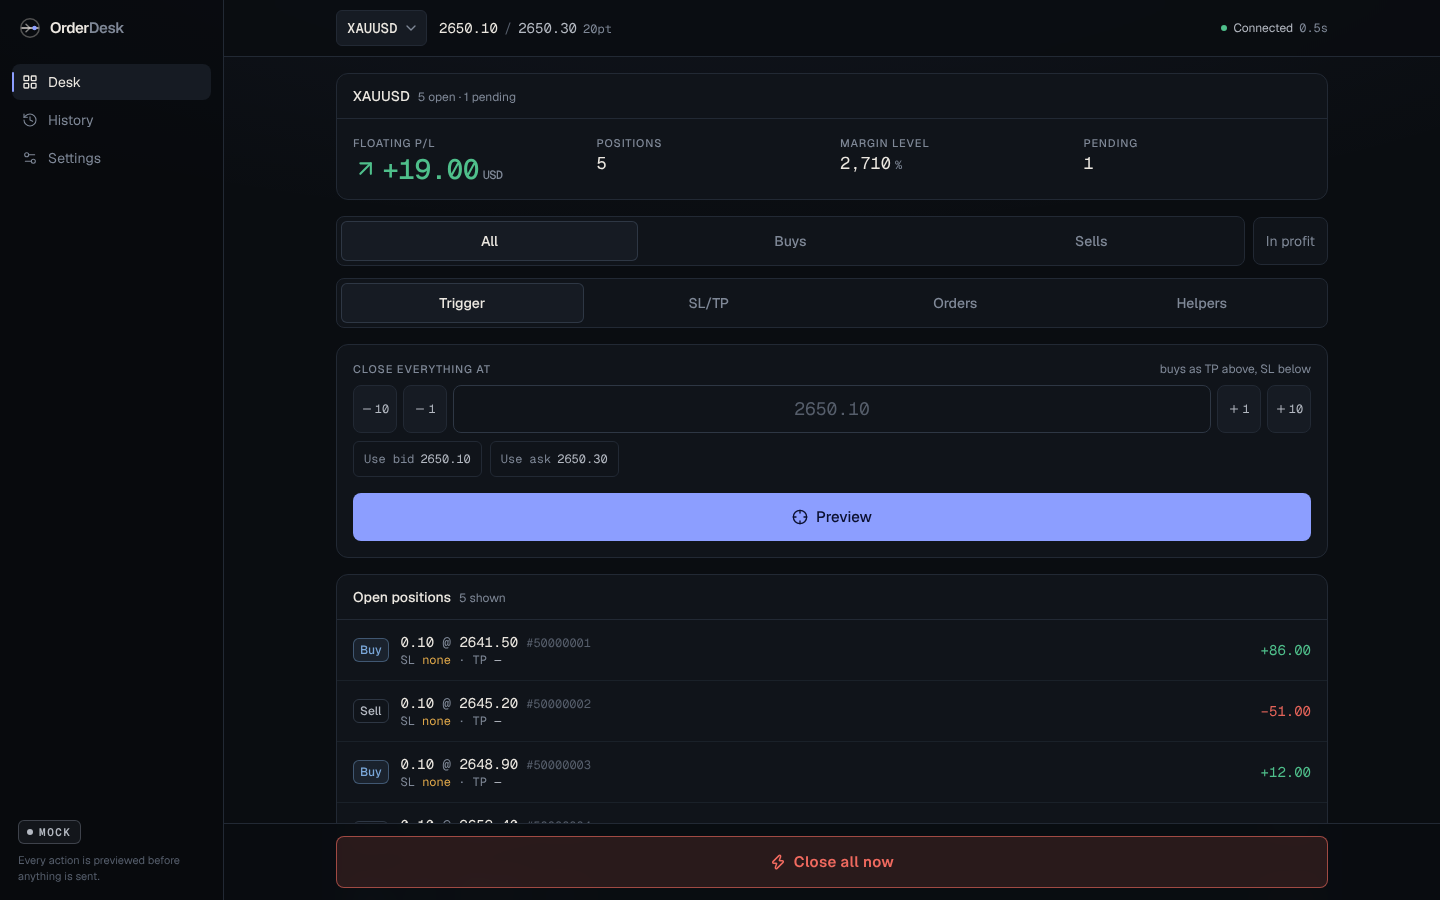 OrderDesk
XAUUSD 2650.10 / 2650.30 20pt
Connected 0.5s
Desk
History
Settings
XAUUSD 5 open · 1 pending
FLOATING P/L
+19.00 USD
POSITIONS
5
MARGIN LEVEL
2,710 %
PENDING
1
All Buys Sells In profit
Trigger SL/TP Orders Helpers
CLOSE EVERYTHING AT buys as TP above, SL below
− 10 − 1 2650.10 + 1 + 10
Use bid 2650.10 Use ask 2650.30
Preview
Open positions 5 shown
Buy 0.10 @ 2641.50 #50000001 +86.00
SL none · TP —
Sell 0.10 @ 2645.20 #50000002 −51.00
SL none · TP —
Buy 0.10 @ 2648.90 #50000003 +12.00
SL none · TP —
MOCK
Every action is previewed before
anything is sent.
Close all now